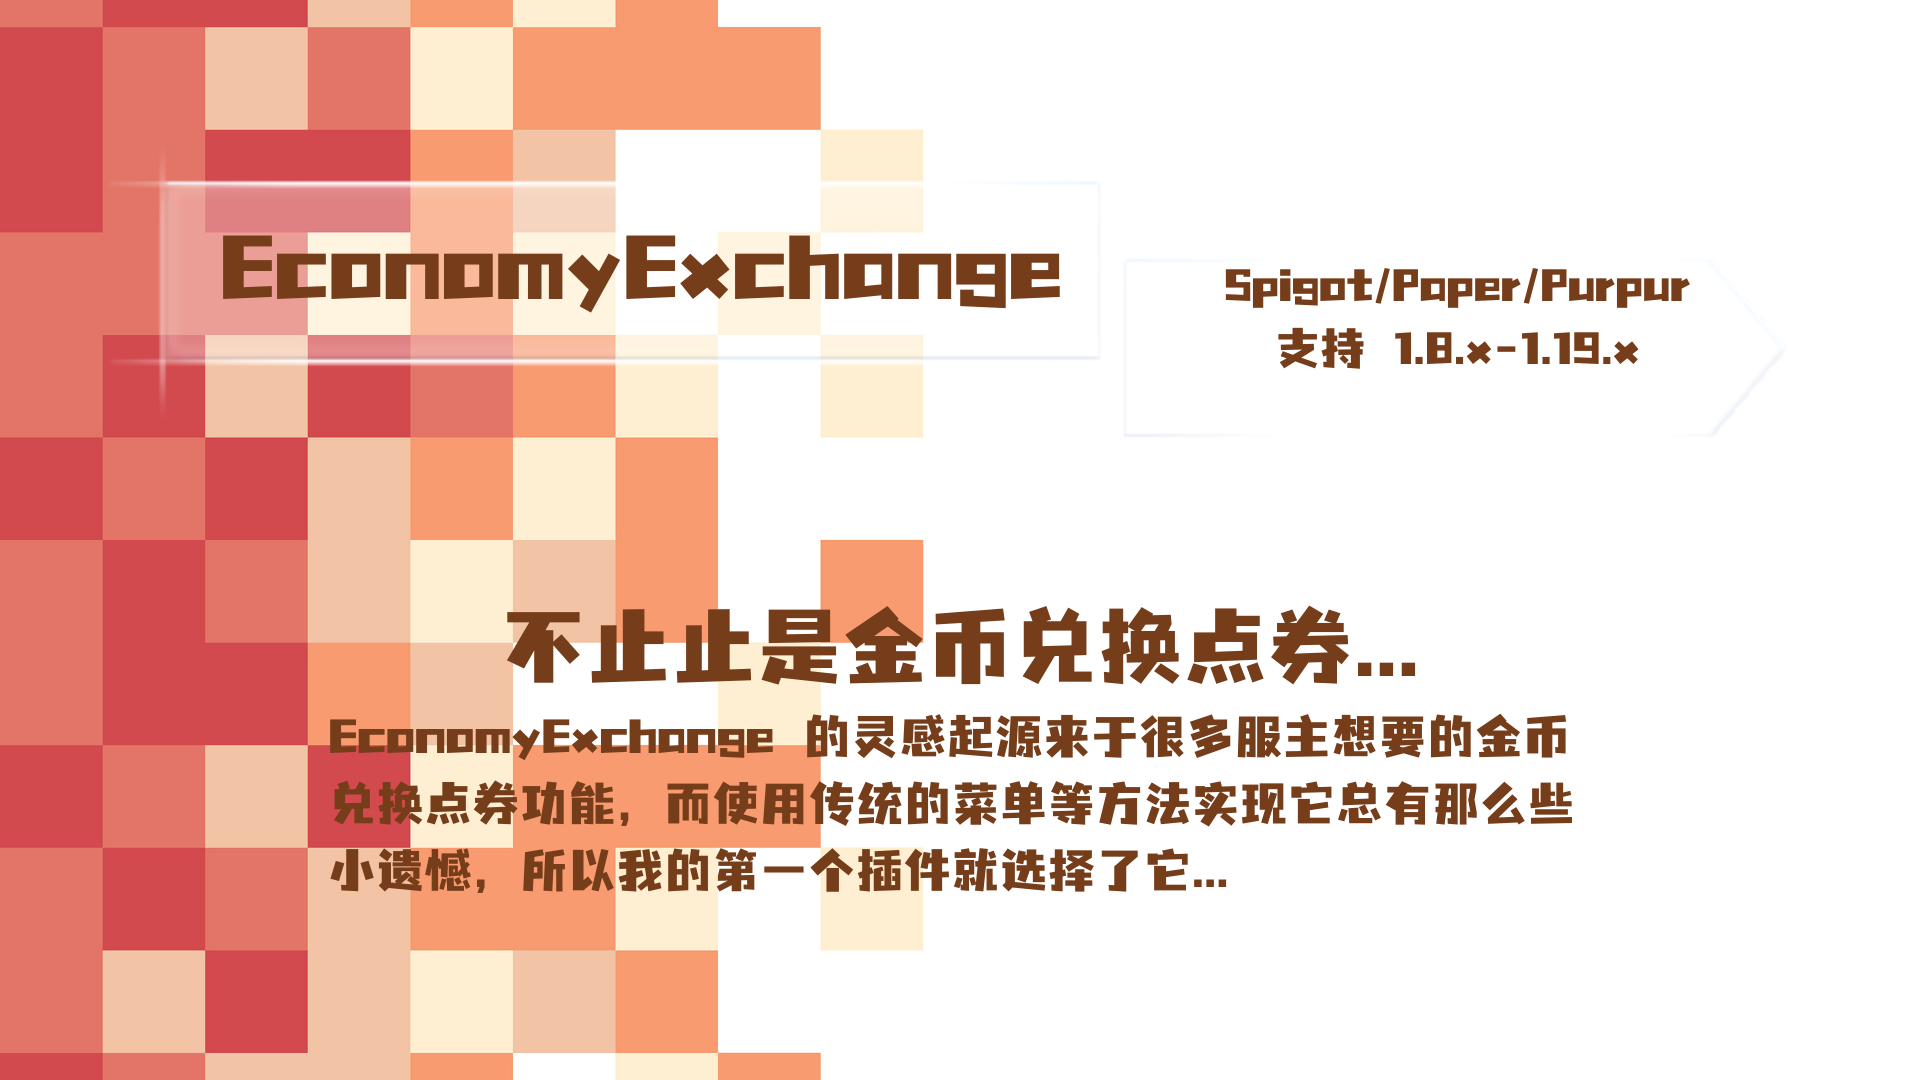 EconomyExchange
Spigot/Paper/Purpur
支持 1.8.x-1.19.x
不止止是金币兑换点券...
EconomyExchange 的灵感起源来于很多服主想要的金币
兑换点券功能，而使用传统的菜单等方法实现它总有那么些
小遗憾，所以我的第一个插件就选择了它...